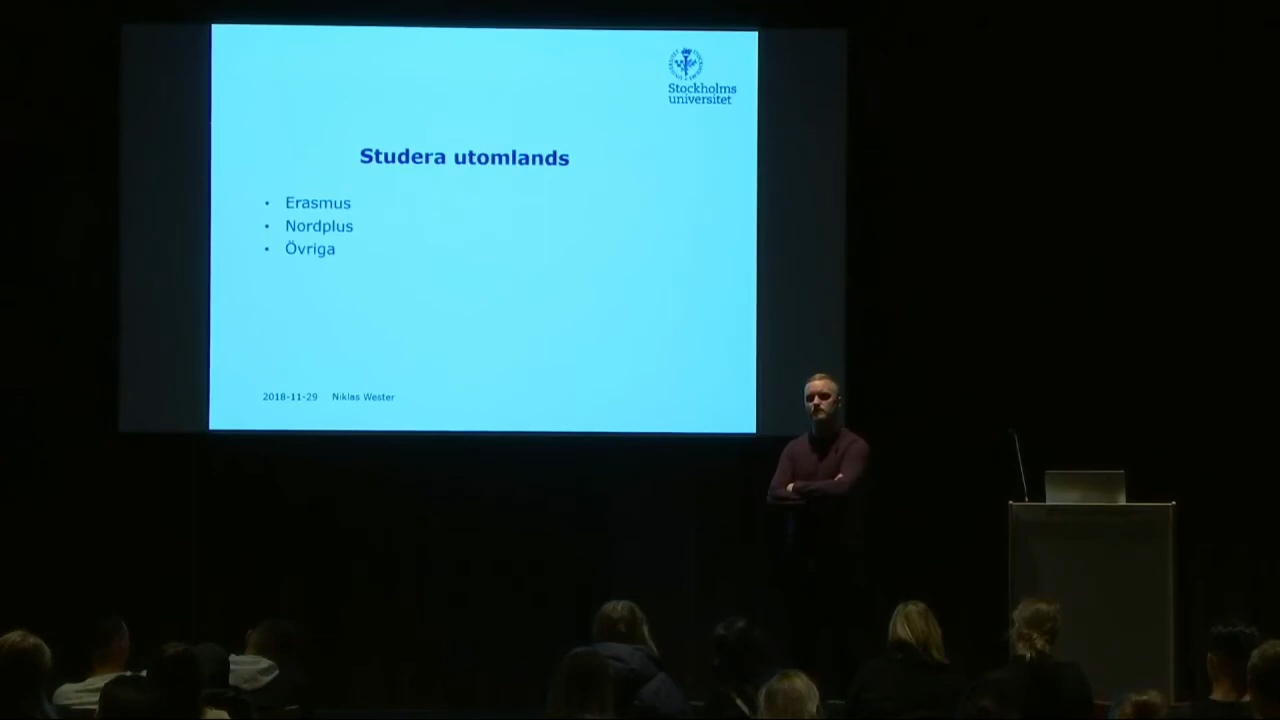 Stockholms
universitet
Studera utomlands
• Erasmus
• Nordplus
• Övriga
2018-11-29 Niklas Wester